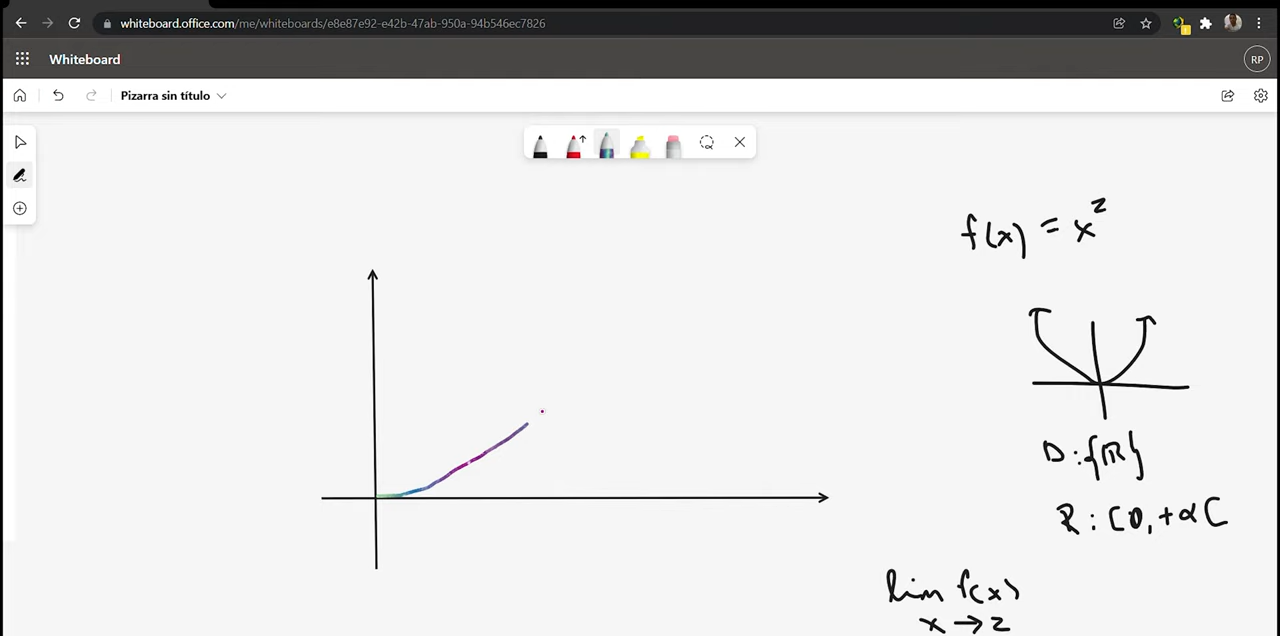 whiteboard.office.com/me/whiteboards/e8e87e92-e42b-47ab-950a-94b546ec7826
Whiteboard
RP
Pizarra sin título
f(x) = x²
D : {ℝ}
R : [0, +α[
lim f(x)
x → 2